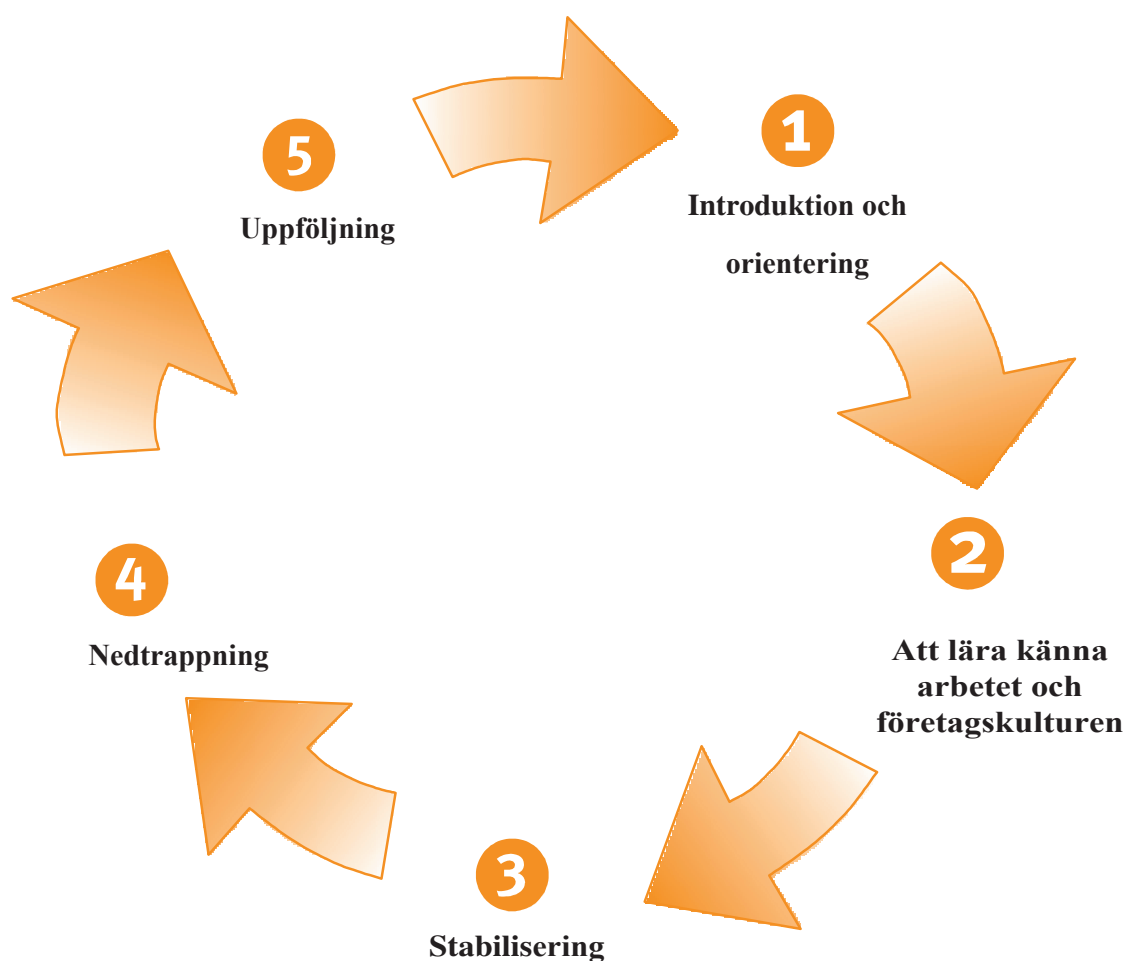 1
Introduktion och
orientering
2
Att lära känna
arbetet och
företagskulturen
3
Stabilisering
4
Nedtrappning
5
Uppföljning